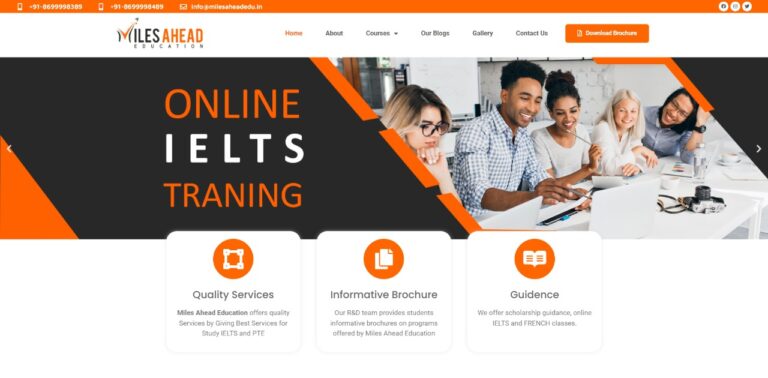 +91-8699998389 +91-8699998489 info@milesaheadedu.in
MILES AHEAD
EDUCATION
Home About Courses Our Blogs Gallery Contact Us Download Brochure
ONLINE
IELTS
TRANING
Quality Services
Miles Ahead Education offers quality
Services by Giving Best Services for
Study IELTS and PTE
Informative Brochure
Our R&D team provides students
informative brochures on programs
offered by Miles Ahead Education
Guidence
We offer scholarship guidance, online
IELTS and FRENCH classes.